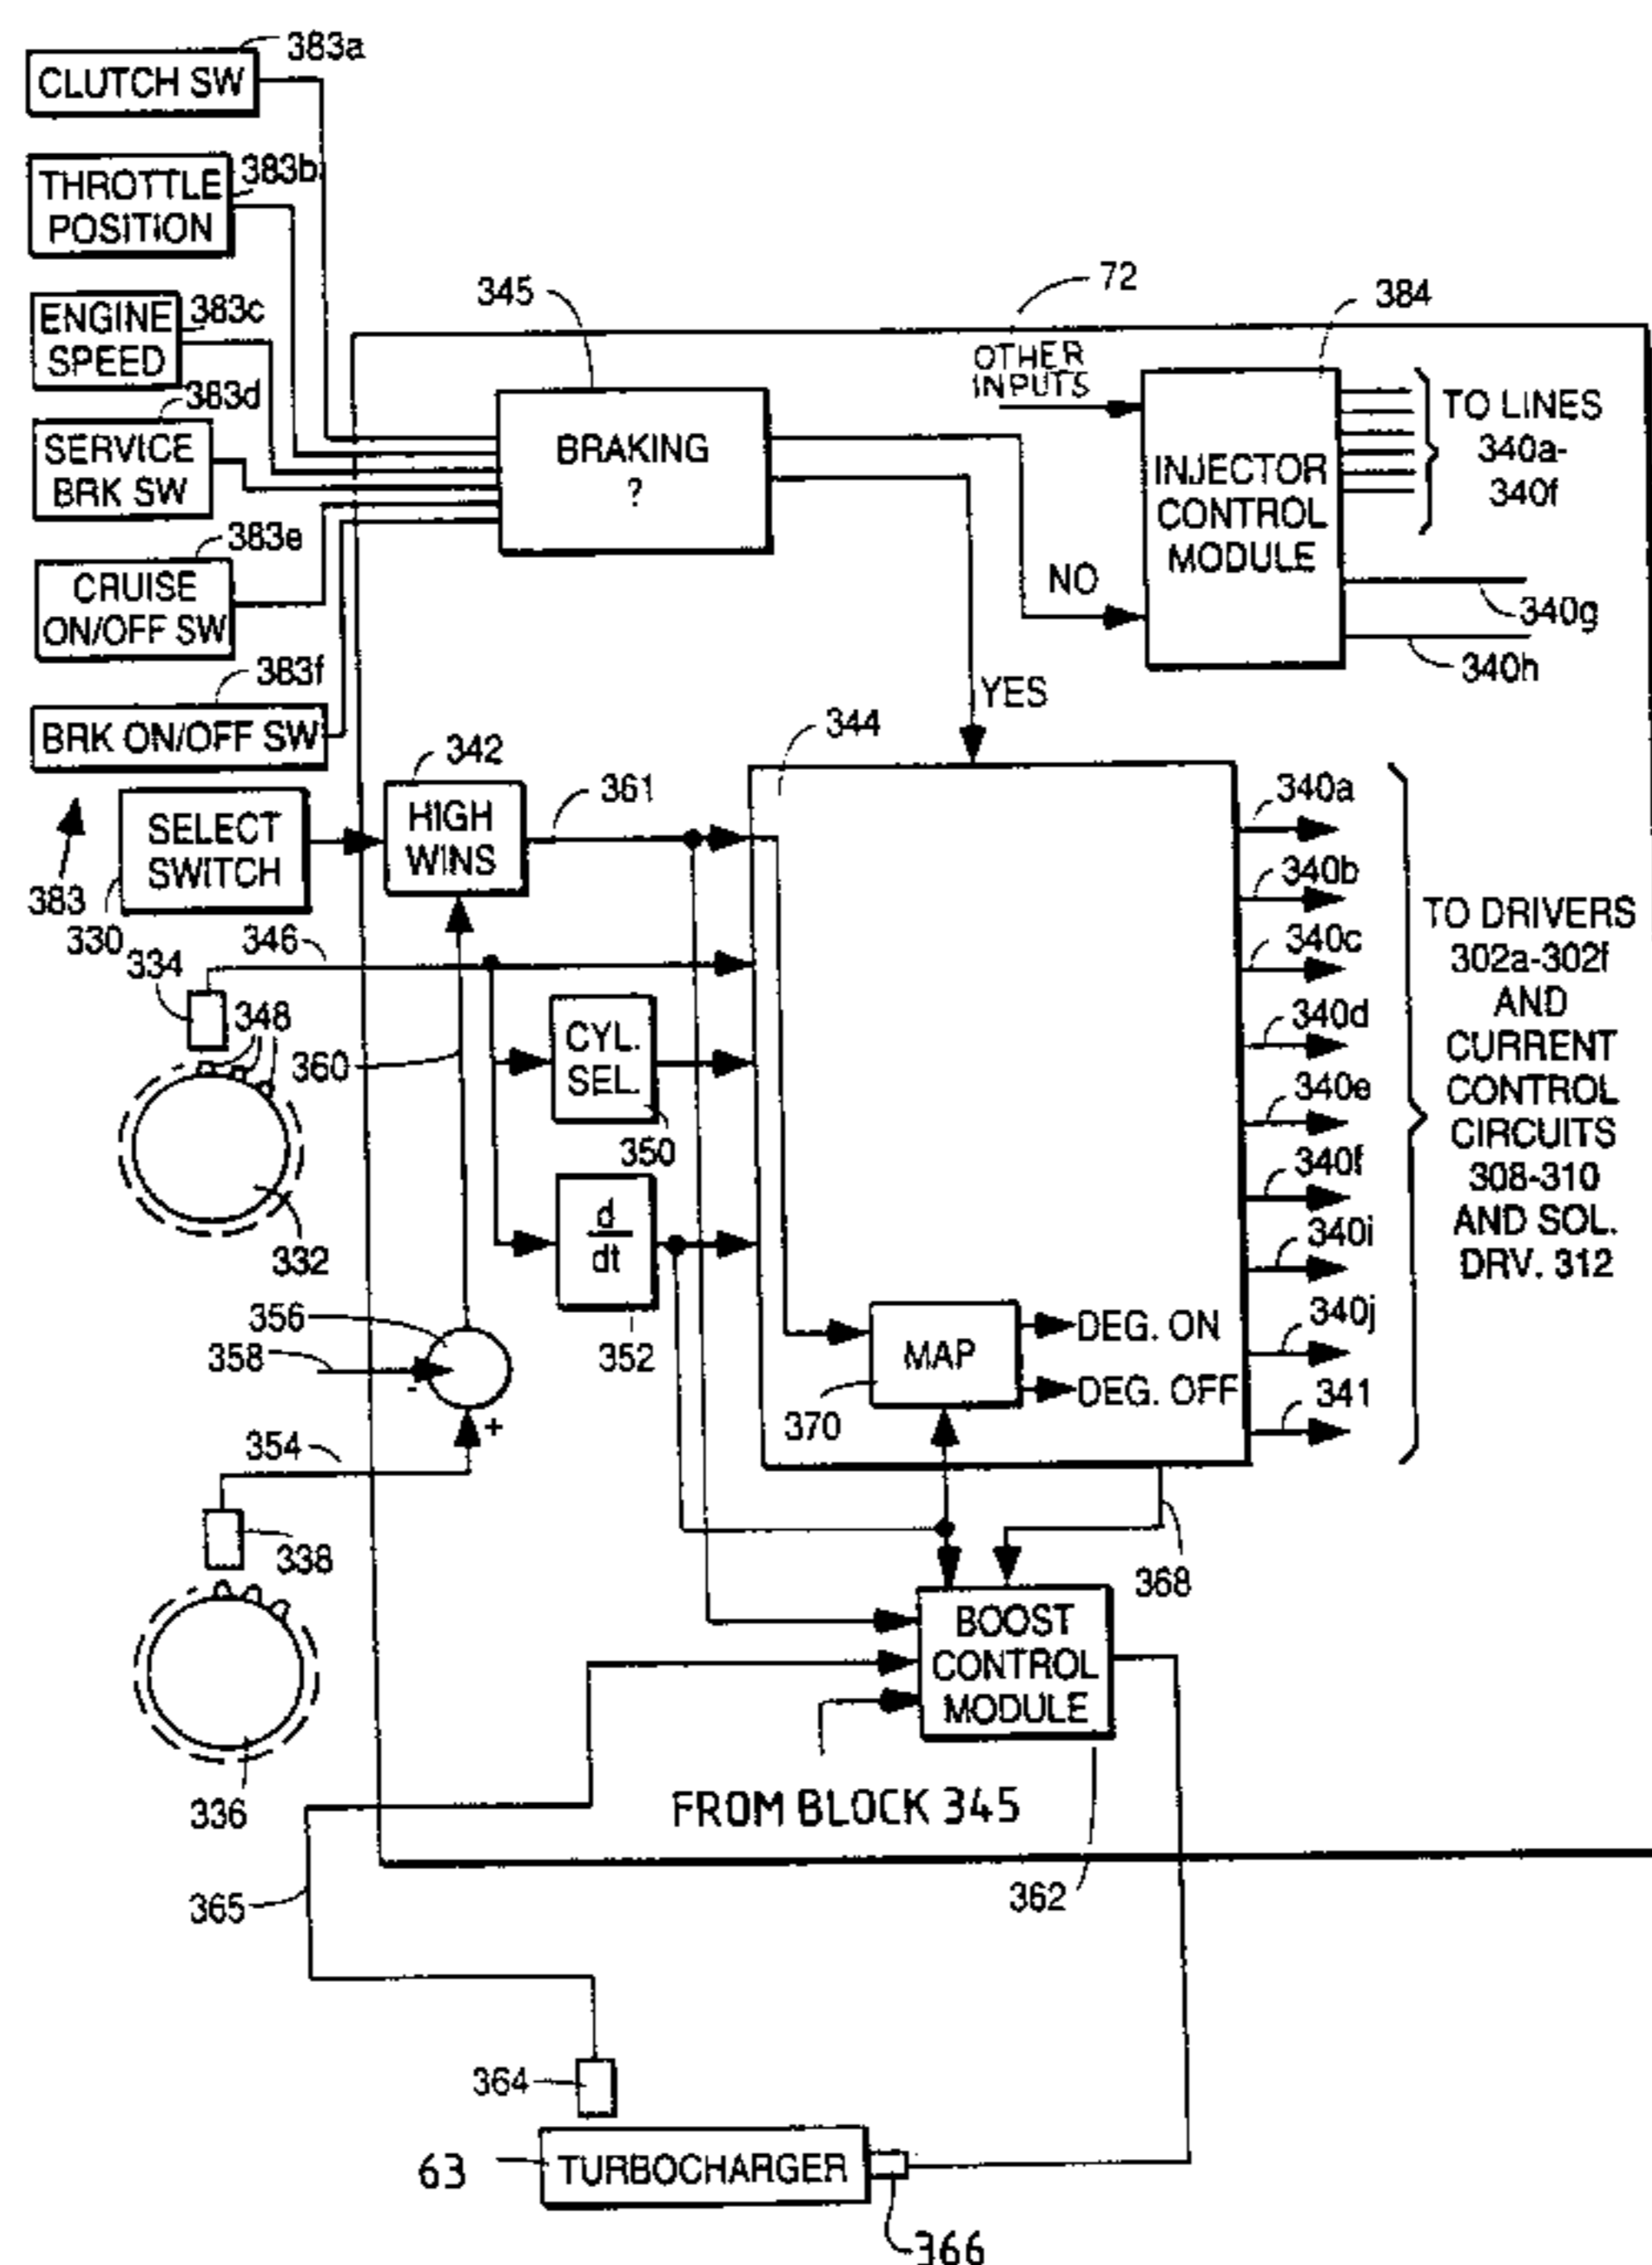 383a
CLUTCH SW
383b
THROTTLE
POSITION
383c
ENGINE
SPEED
383d
SERVICE
BRK SW
383e
CRUISE
ON/OFF SW
383f
BRK ON/OFF SW
345
BRAKING
?
72
384
OTHER
INPUTS
INJECTOR
CONTROL
MODULE
TO LINES
340a-
340f
340g
340h
NO
YES
383
330
SELECT
SWITCH
342
HIGH
WINS
361
344
346
334
348
360
CYL.
SEL.
350
332
d
dt
352
356
358
-
+
354
338
336
MAP
370
DEG. ON
DEG. OFF
340a
340b
340c
340d
340e
340f
340i
340j
341
TO DRIVERS
302a-302f
AND
CURRENT
CONTROL
CIRCUITS
308-310
AND SOL.
DRV. 312
368
BOOST
CONTROL
MODULE
FROM BLOCK 345
362
365
364
63
TURBOCHARGER
366